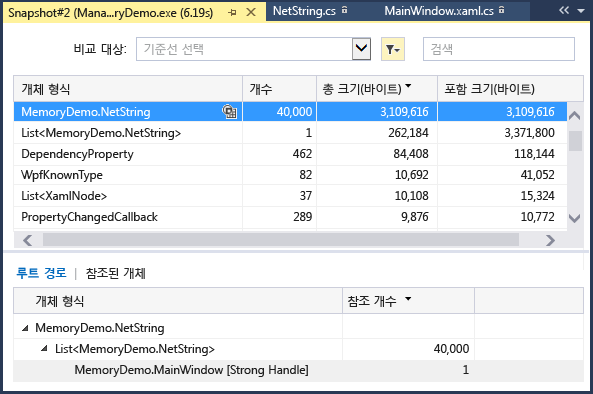 Snapshot#2 (Mana...ryDemo.exe (6.19s) NetString.cs MainWindow.xaml.cs
비교 대상: 기준선 선택 검색
개체 형식 개수 총 크기(바이트) 포함 크기(바이트)
MemoryDemo.NetString 40,000 3,109,616 3,109,616
List<MemoryDemo.NetString> 1 262,184 3,371,800
DependencyProperty 462 84,408 118,144
WpfKnownType 82 10,692 41,052
List<XamlNode> 37 10,108 15,324
PropertyChangedCallback 289 9,876 10,772
루트 경로 | 참조된 개체
개체 형식 참조 개수
MemoryDemo.NetString
List<MemoryDemo.NetString> 40,000
MemoryDemo.MainWindow [Strong Handle] 1